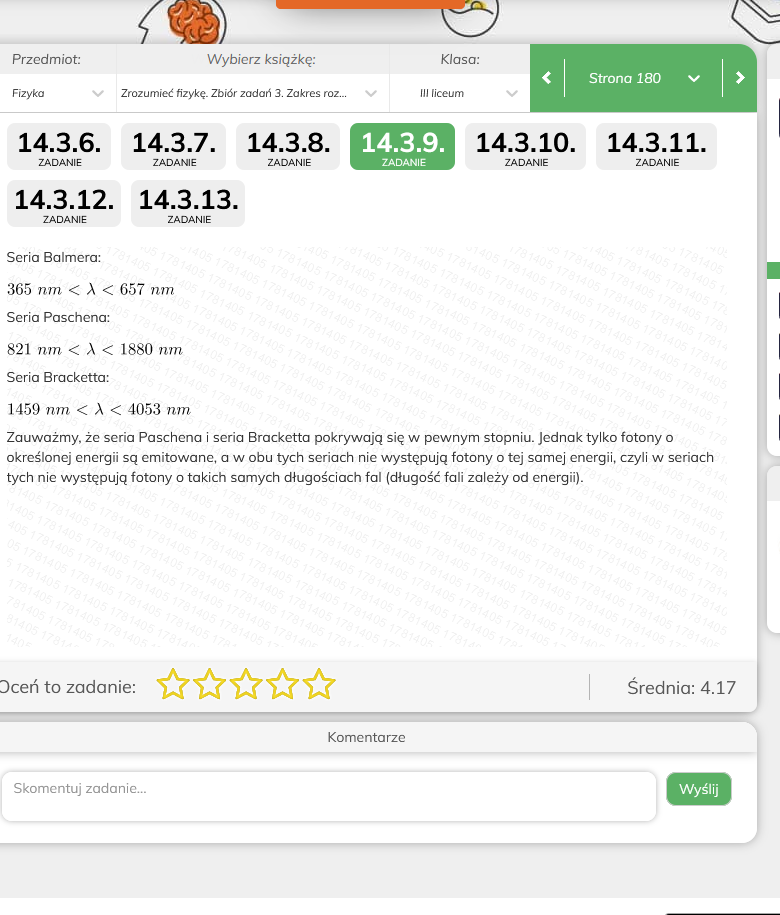 Przedmiot: Wybierz książkę: Klasa:
Fizyka Zrozumieć fizykę. Zbiór zadań 3. Zakres roz... III liceum Strona 180
14.3.6. 14.3.7. 14.3.8. 14.3.9. 14.3.10. 14.3.11.
ZADANIE ZADANIE ZADANIE ZADANIE ZADANIE ZADANIE
14.3.12. 14.3.13.
ZADANIE ZADANIE
Seria Balmera:
365 nm < λ < 657 nm
Seria Paschena:
821 nm < λ < 1880 nm
Seria Bracketta:
1459 nm < λ < 4053 nm
Zauważmy, że seria Paschena i seria Bracketta pokrywają się w pewnym stopniu. Jednak tylko fotony o
określonej energii są emitowane, a w obu tych seriach nie występują fotony o tej samej energii, czyli w seriach
tych nie występują fotony o takich samych długościach fal (długość fali zależy od energii).
Oceń to zadanie: Średnia: 4.17
Komentarze
Skomentuj zadanie... Wyślij